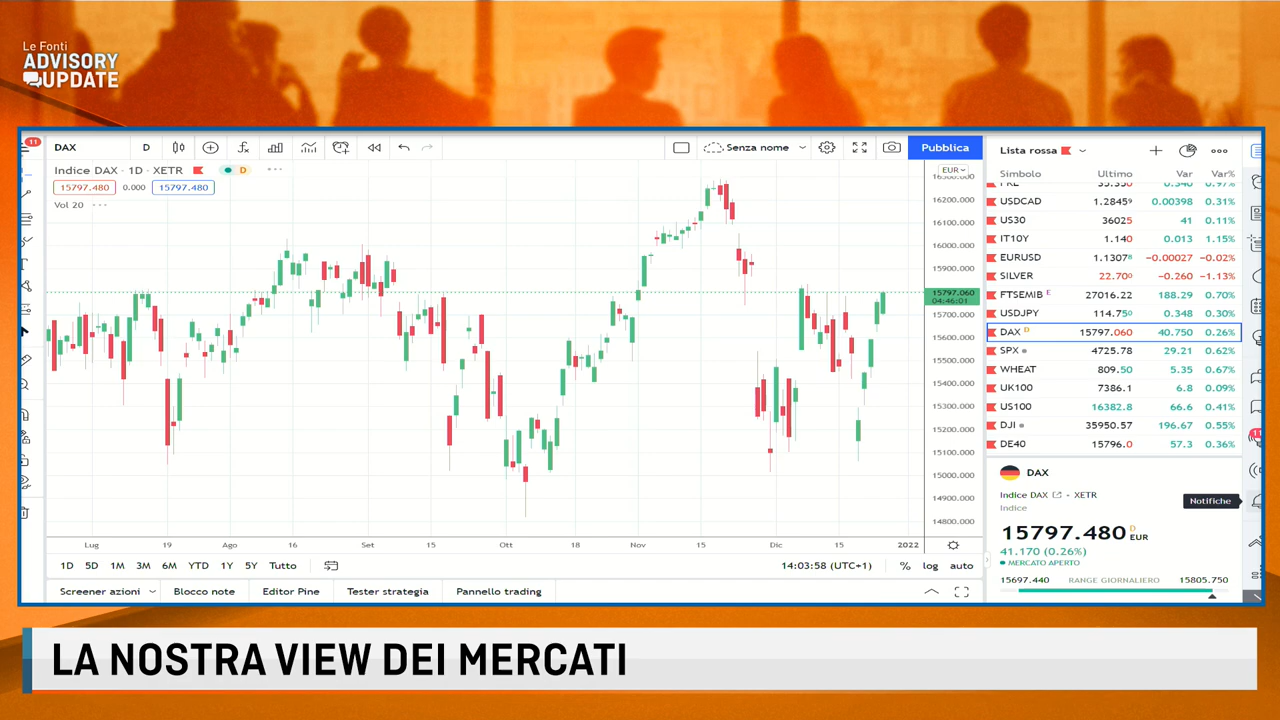 Le Fonti
ADVISORY
UPDATE
11
DAX
D
Senza nome
Pubblica
Lista rossa
Indice DAX · 1D · XETR
D
EUR
15797.480 0.000 15797.480
Vol 20
16200.000
16100.000
16000.000
15900.000
15797.060
04:46:01
15700.000
15600.000
15500.000
15400.000
15300.000
15200.000
15100.000
15000.000
14900.000
14800.000
Lug 19 Ago 16 Set 15 Ott 18 Nov 15 Dic 15 2022
1D 5D 1M 3M 6M YTD 1Y 5Y Tutto
14:03:58 (UTC+1) % log auto
Screener azioni Blocco note Editor Pine Tester strategia Pannello trading
Simbolo Ultimo Var Var%
USDCAD 1.28459 0.00398 0.31%
US30 36025 41 0.11%
IT10Y 1.140 0.013 1.15%
EURUSD 1.13078 −0.00027 −0.02%
SILVER 22.700 −0.260 −1.13%
FTSEMIB E 27016.22 188.29 0.70%
USDJPY 114.750 0.348 0.30%
DAX D 15797.060 40.750 0.26%
SPX 4725.78 29.21 0.62%
WHEAT 809.50 5.35 0.67%
UK100 7386.1 6.8 0.09%
US100 16382.8 66.6 0.41%
DJI 35950.57 196.67 0.55%
DE40 15796.0 57.3 0.36%
11
DAX
Indice DAX · XETR
Indice
Notifiche
15797.480 D EUR
41.170 (0.26%)
MERCATO APERTO
15697.440 RANGE GIORNALIERO 15805.750
LA NOSTRA VIEW DEI MERCATI